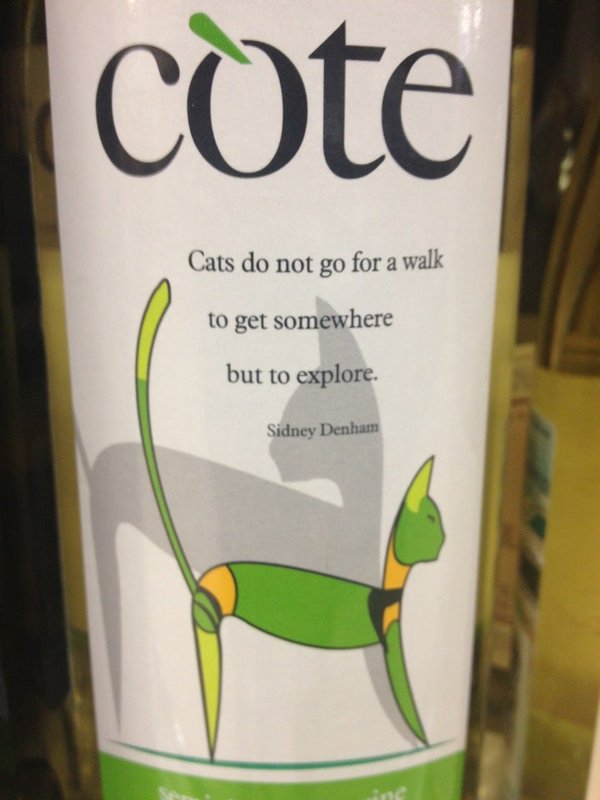 còte
Cats do not go for a walk
to get somewhere
but to explore.
Sidney Denham